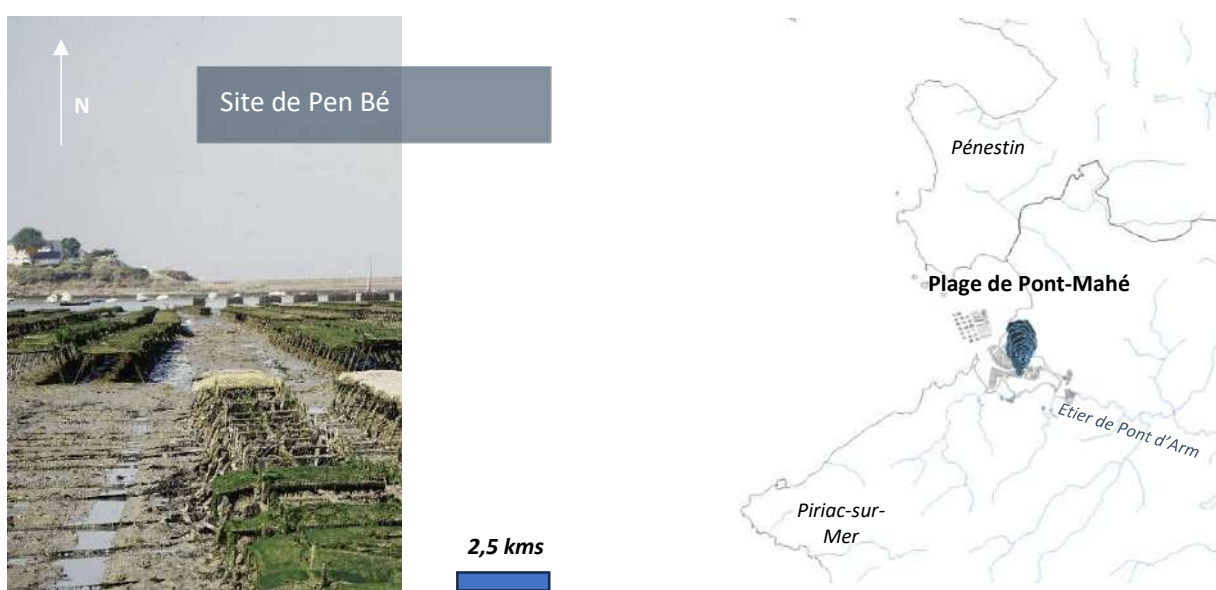 N
Site de Pen Bé
Pénestin
Plage de Pont-Mahé
Etier de Pont d'Arm
Piriac-sur-
Mer
2,5 kms